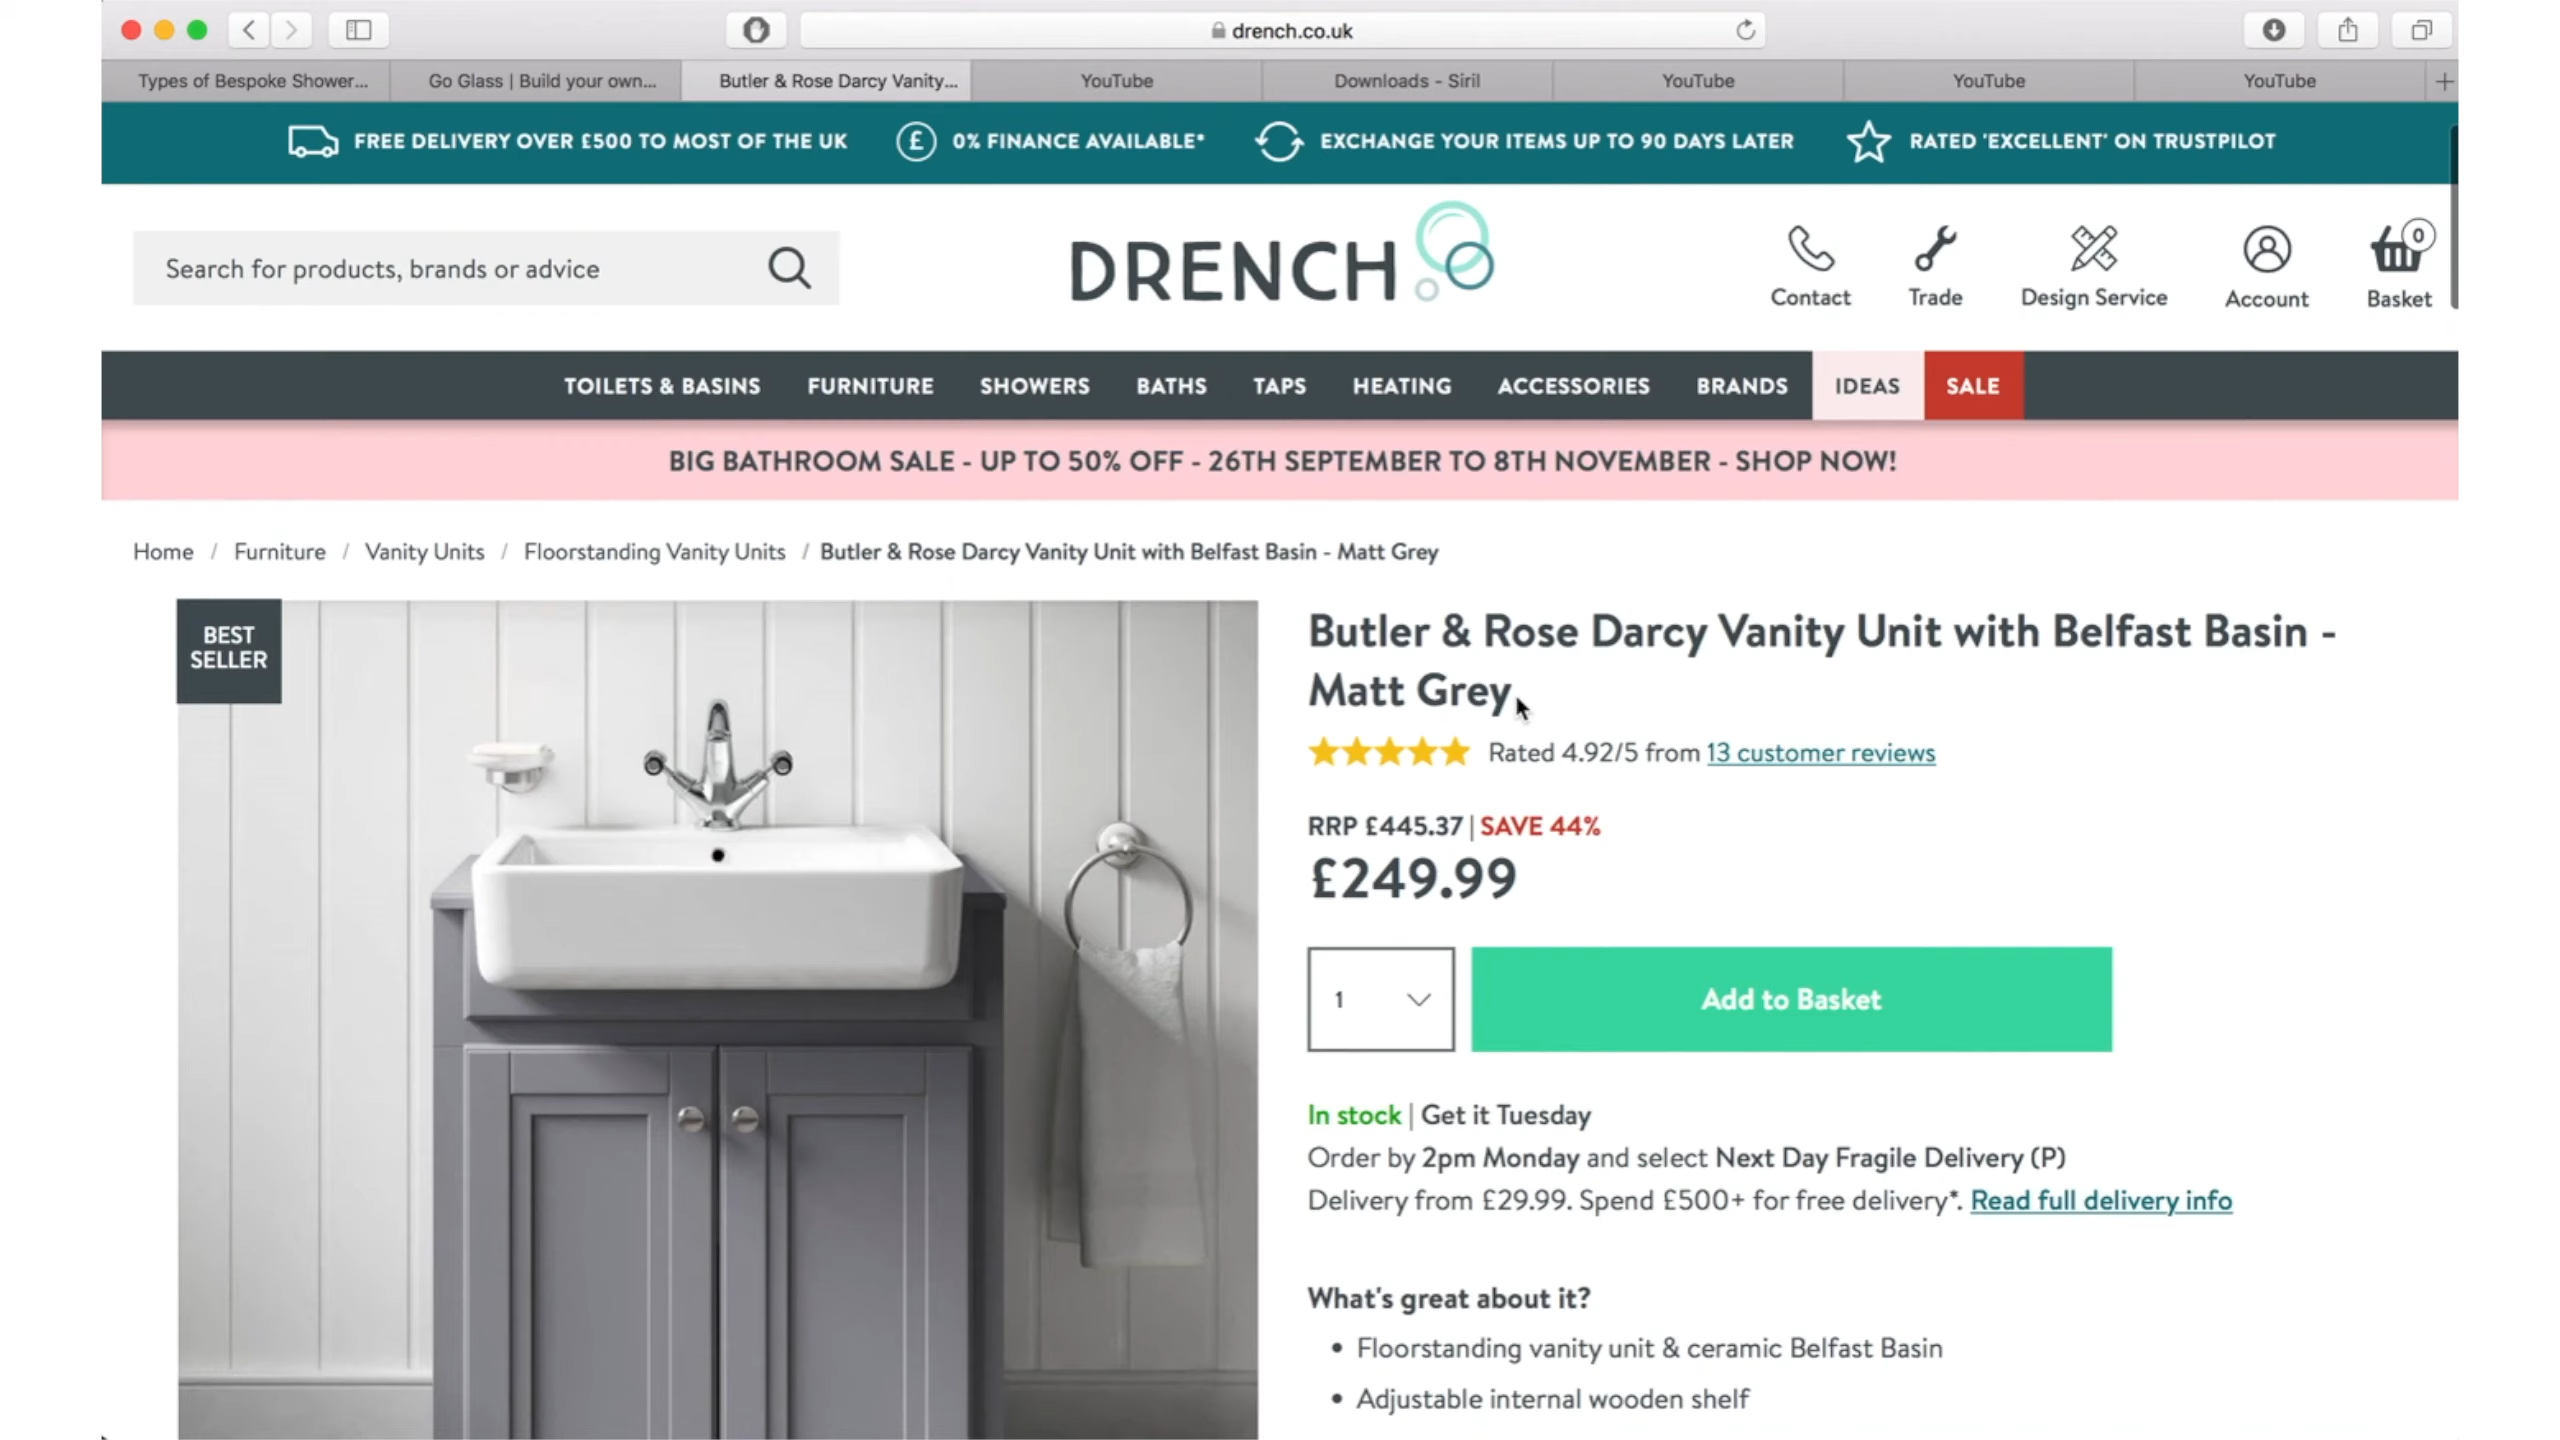 drench.co.uk
Types of Bespoke Shower...
Go Glass | Build your own...
Butler & Rose Darcy Vanity...
YouTube
Downloads - Siril
YouTube
YouTube
YouTube
FREE DELIVERY OVER £500 TO MOST OF THE UK
£
0% FINANCE AVAILABLE*
EXCHANGE YOUR ITEMS UP TO 90 DAYS LATER
RATED 'EXCELLENT' ON TRUSTPILOT
Search for products, brands or advice
DRENCH
Contact
Trade
Design Service
Account
0
Basket
TOILETS & BASINS FURNITURE SHOWERS BATHS TAPS HEATING ACCESSORIES BRANDS IDEAS SALE
BIG BATHROOM SALE - UP TO 50% OFF - 26TH SEPTEMBER TO 8TH NOVEMBER - SHOP NOW!
Home / Furniture / Vanity Units / Floorstanding Vanity Units / Butler & Rose Darcy Vanity Unit with Belfast Basin - Matt Grey
BEST
SELLER
Butler & Rose Darcy Vanity Unit with Belfast Basin -
Matt Grey
Rated 4.92/5 from 13 customer reviews
RRP £445.37 | SAVE 44%
£249.99
1
Add to Basket
In stock | Get it Tuesday
Order by 2pm Monday and select Next Day Fragile Delivery (P)
Delivery from £29.99. Spend £500+ for free delivery*. Read full delivery info
What's great about it?
• Floorstanding vanity unit & ceramic Belfast Basin
• Adjustable internal wooden shelf